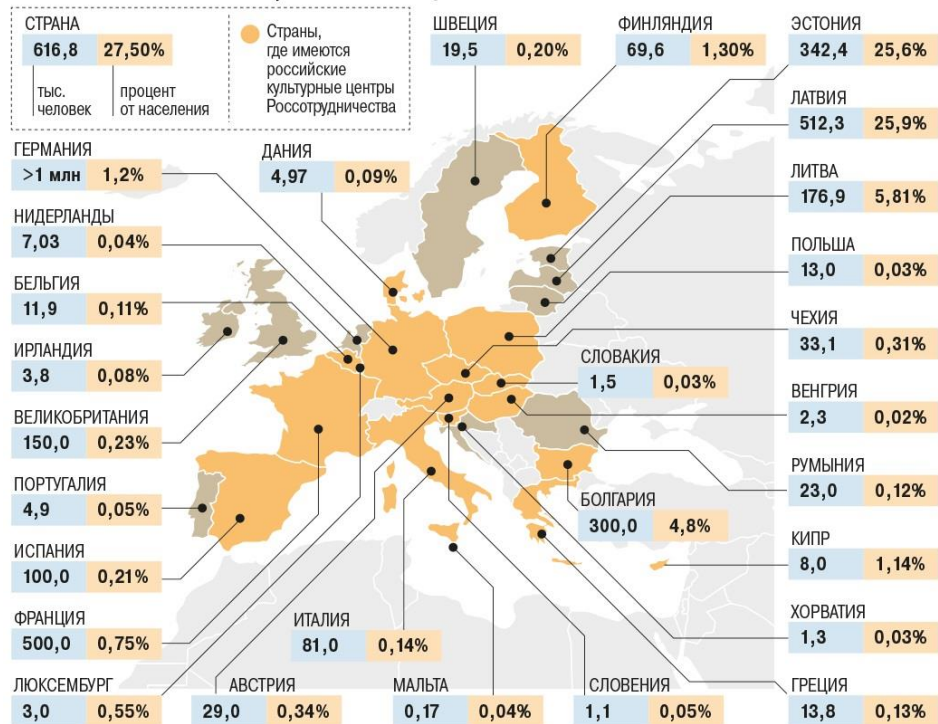 СТРАНА
616,8 27,50%
тыс.
человек
процент
от населения
Страны,
где имеются
российские
культурные центры
Россотрудничества
ШВЕЦИЯ
19,5 0,20%
ФИНЛЯНДИЯ
69,6 1,30%
ЭСТОНИЯ
342,4 25,6%
ЛАТВИЯ
512,3 25,9%
ЛИТВА
176,9 5,81%
ПОЛЬША
13,0 0,03%
ЧЕХИЯ
33,1 0,31%
ВЕНГРИЯ
2,3 0,02%
РУМЫНИЯ
23,0 0,12%
КИПР
8,0 1,14%
ХОРВАТИЯ
1,3 0,03%
ГРЕЦИЯ
13,8 0,13%
ГЕРМАНИЯ
>1 млн 1,2%
ДАНИЯ
4,97 0,09%
НИДЕРЛАНДЫ
7,03 0,04%
БЕЛЬГИЯ
11,9 0,11%
ИРЛАНДИЯ
3,8 0,08%
ВЕЛИКОБРИТАНИЯ
150,0 0,23%
ПОРТУГАЛИЯ
4,9 0,05%
ИСПАНИЯ
100,0 0,21%
ФРАНЦИЯ
500,0 0,75%
ЛЮКСЕМБУРГ
3,0 0,55%
СЛОВАКИЯ
1,5 0,03%
БОЛГАРИЯ
300,0 4,8%
ИТАЛИЯ
81,0 0,14%
АВСТРИЯ
29,0 0,34%
МАЛЬТА
0,17 0,04%
СЛОВЕНИЯ
1,1 0,05%